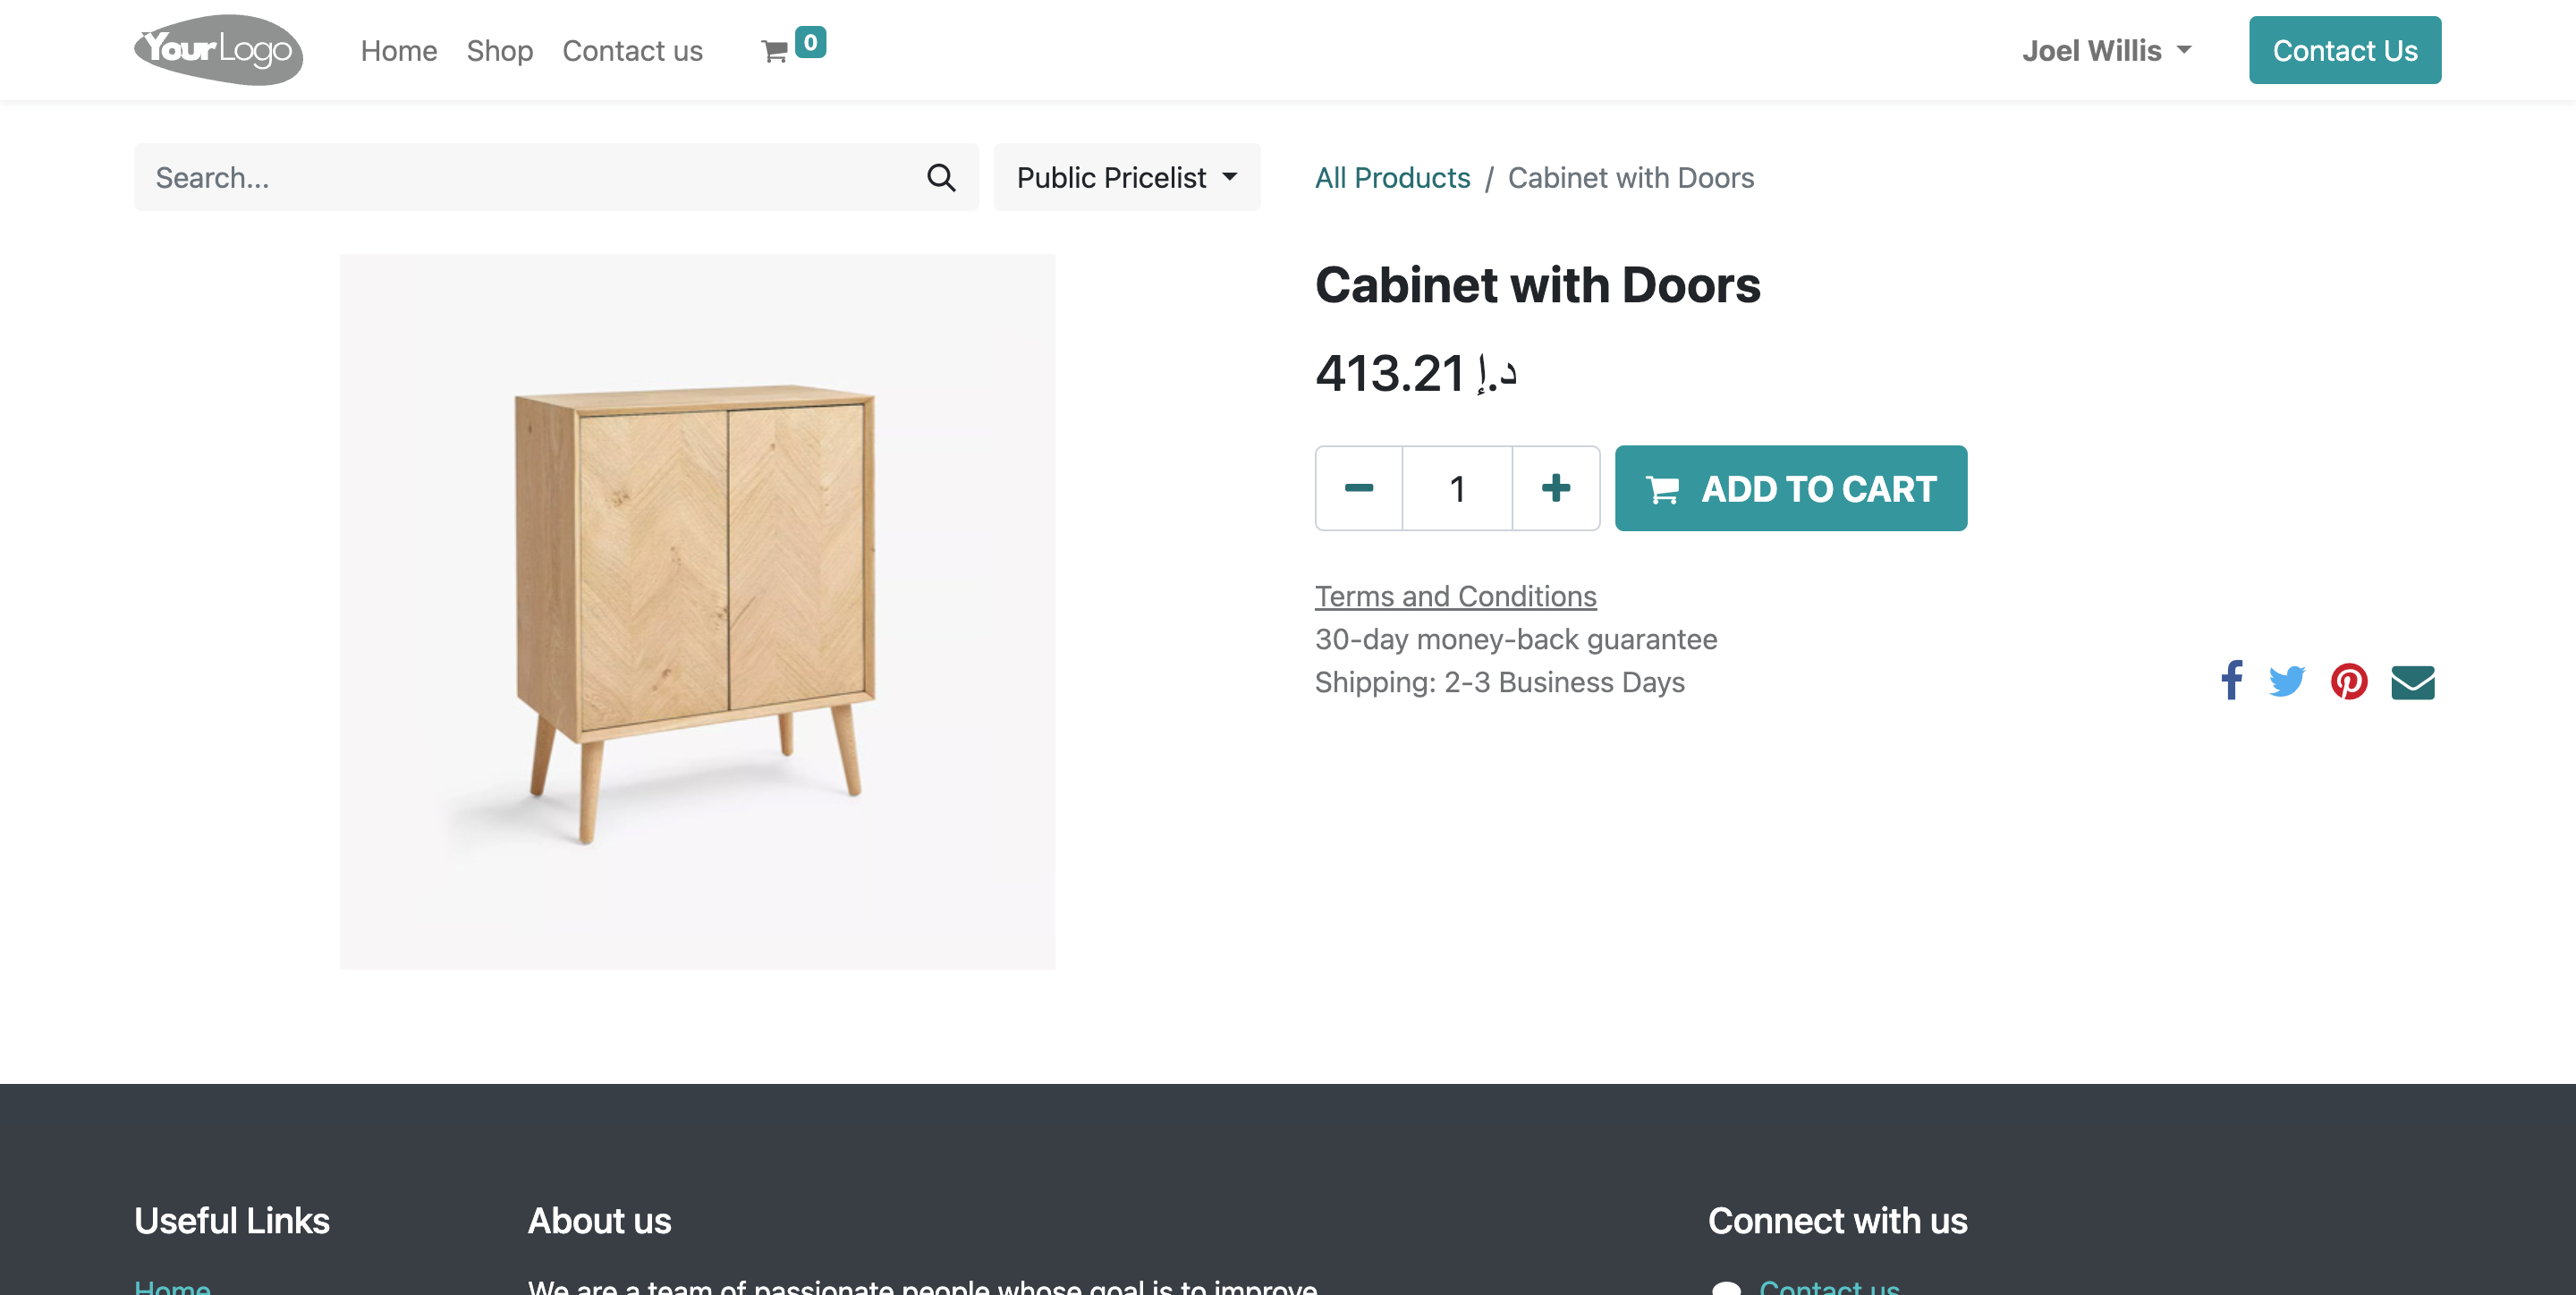 YourLogo
Home
Shop
Contact us
0
Joel Willis
Contact Us
Search...
Public Pricelist
All Products / Cabinet with Doors
Cabinet with Doors
413.21 د.إ
1
ADD TO CART
Terms and Conditions
30-day money-back guarantee
Shipping: 2-3 Business Days
Useful Links
About us
Connect with us
Home
We are a team of passionate people whose goal is to improve
Contact us